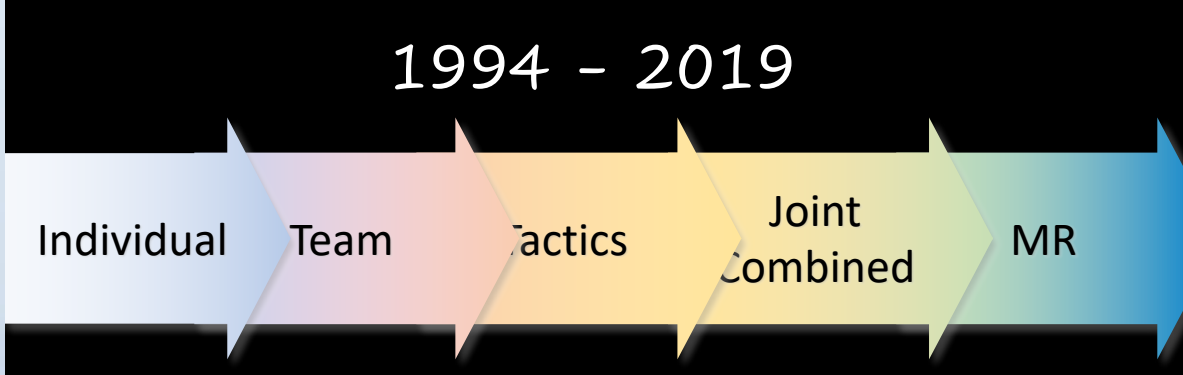 1994 - 2019
Individual
Team
Tactics
Joint
Combined
MR